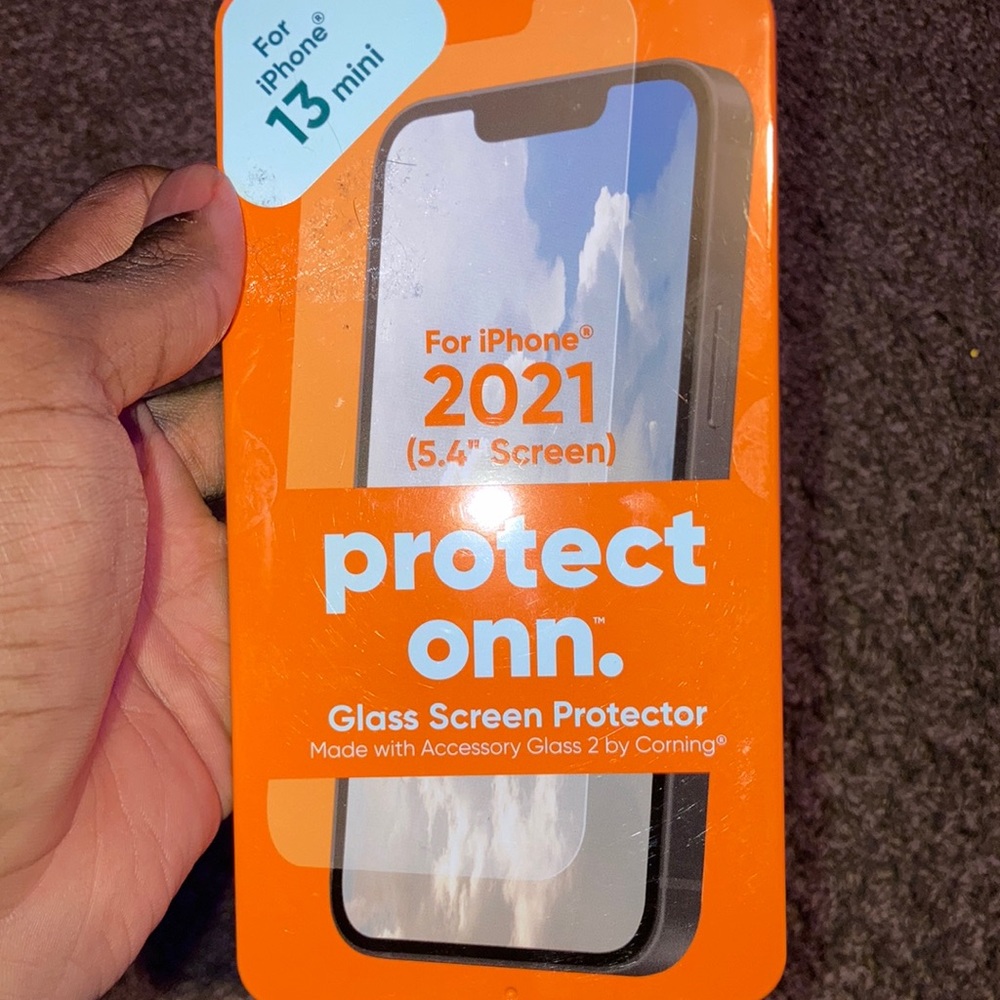 For
iPhone®
13 mini
For iPhone®
2021
(5.4" Screen)
protect
onn.™
Glass Screen Protector
Made with Accessory Glass 2 by Corning®